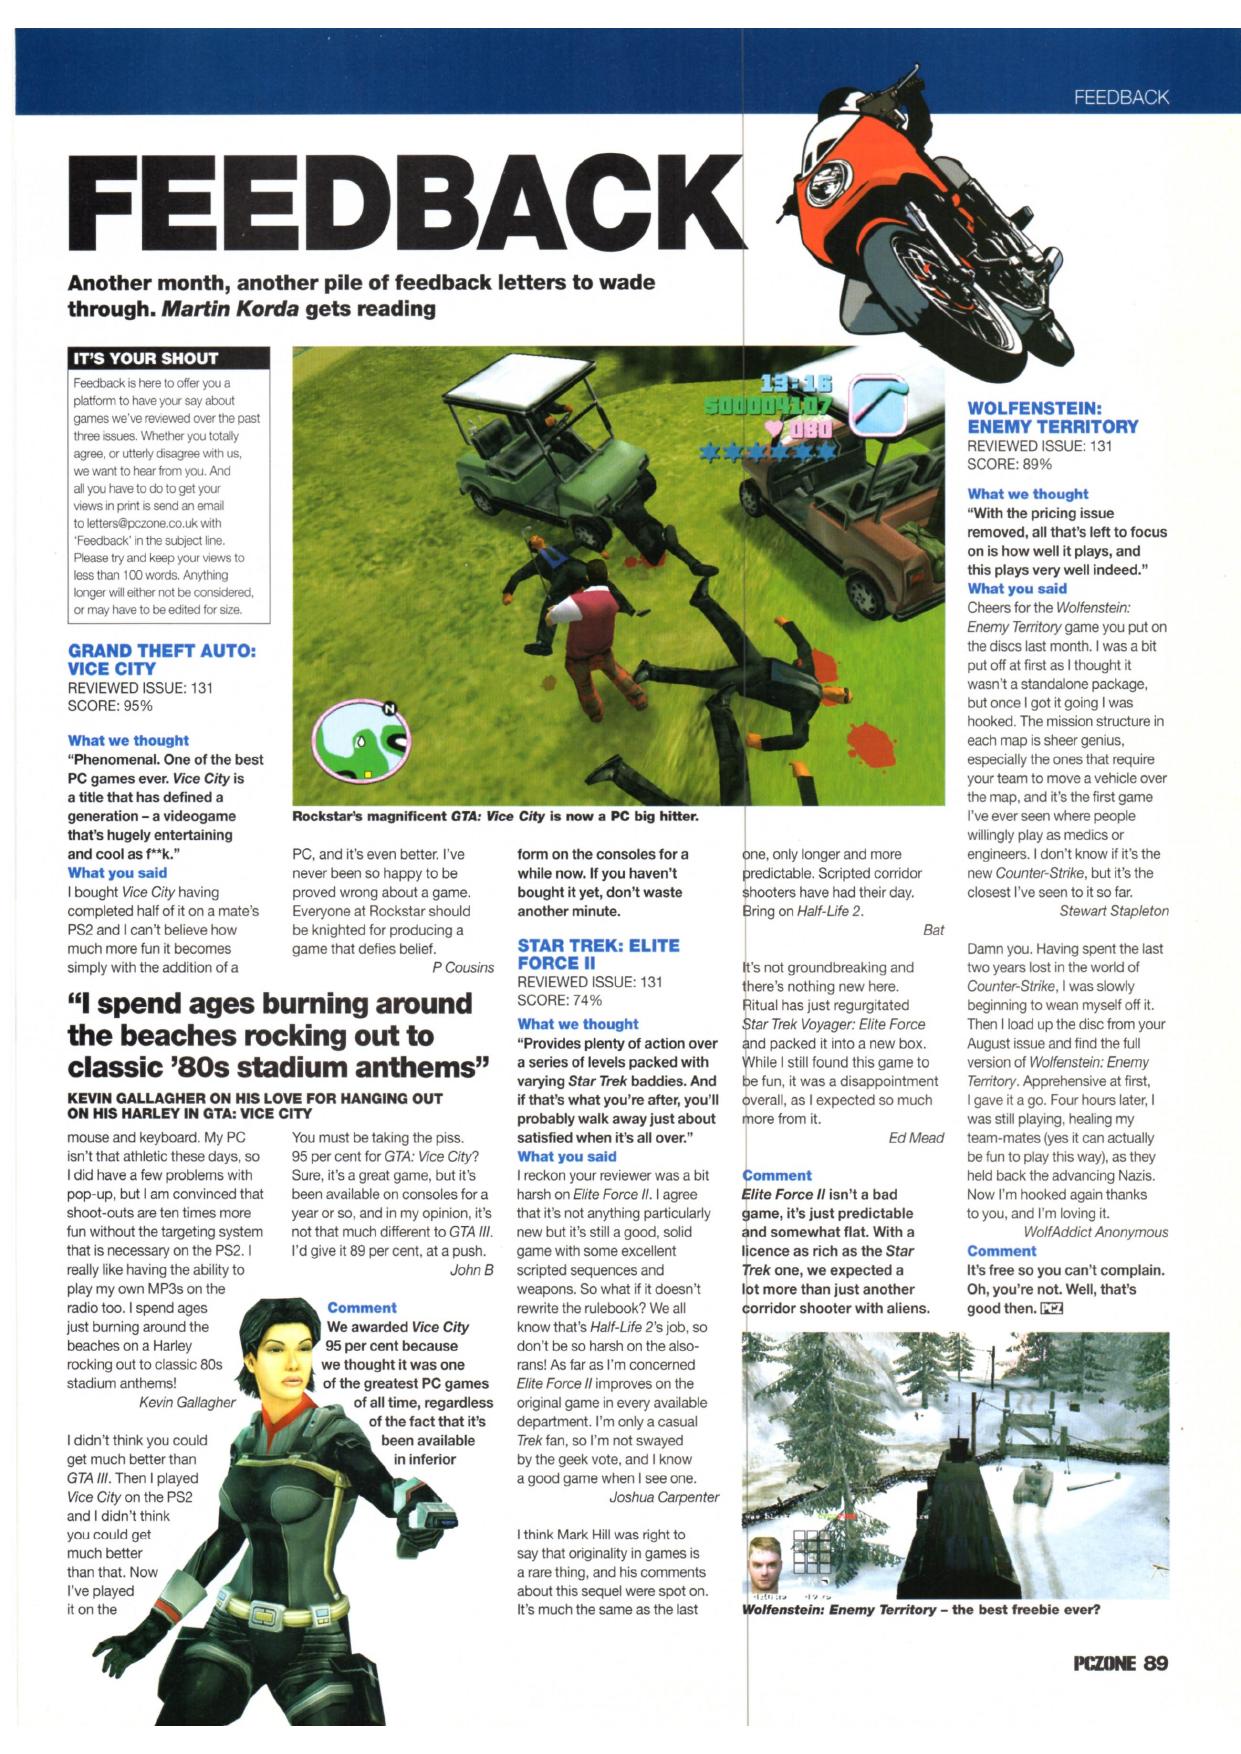 FEEDBACK
FEEDBACK
Another month, another pile of feedback letters to wade
through. Martin Korda gets reading
IT'S YOUR SHOUT
Feedback is here to offer you a
platform to have your say about
games we've reviewed over the past
three issues. Whether you totally
agree, or utterly disagree with us,
we want to hear from you. And
all you have to do to get your
views in print is send an email
to letters@pczone.co.uk with
'Feedback' in the subject line.
Please try and keep your views to
less than 100 words. Anything
longer will either not be considered,
or may have to be edited for size.
13:16
$00004107
080
N
Rockstar's magnificent GTA: Vice City is now a PC big hitter.
GRAND THEFT AUTO:
VICE CITY
REVIEWED ISSUE: 131
SCORE: 95%
What we thought
"Phenomenal. One of the best
PC games ever. Vice City is
a title that has defined a
generation – a videogame
that's hugely entertaining
and cool as f**k."
What you said
I bought Vice City having
completed half of it on a mate's
PS2 and I can't believe how
much more fun it becomes
simply with the addition of a
"I spend ages burning around
the beaches rocking out to
classic '80s stadium anthems"
KEVIN GALLAGHER ON HIS LOVE FOR HANGING OUT
ON HIS HARLEY IN GTA: VICE CITY
mouse and keyboard. My PC
isn't that athletic these days, so
I did have a few problems with
pop-up, but I am convinced that
shoot-outs are ten times more
fun without the targeting system
that is necessary on the PS2. I
really like having the ability to
play my own MP3s on the
radio too. I spend ages
just burning around the
beaches on a Harley
rocking out to classic 80s
stadium anthems!
Kevin Gallagher
I didn't think you could
get much better than
GTA III. Then I played
Vice City on the PS2
and I didn't think
you could get
much better
than that. Now
I've played
it on the
PC, and it's even better. I've
never been so happy to be
proved wrong about a game.
Everyone at Rockstar should
be knighted for producing a
game that defies belief.
P Cousins
You must be taking the piss.
95 per cent for GTA: Vice City?
Sure, it's a great game, but it's
been available on consoles for a
year or so, and in my opinion, it's
not that much different to GTA III.
I'd give it 89 per cent, at a push.
John B
Comment
We awarded Vice City
95 per cent because
we thought it was one
of the greatest PC games
of all time, regardless
of the fact that it's
been available
in inferior
form on the consoles for a
while now. If you haven't
bought it yet, don't waste
another minute.
STAR TREK: ELITE
FORCE II
REVIEWED ISSUE: 131
SCORE: 74%
What we thought
"Provides plenty of action over
a series of levels packed with
varying Star Trek baddies. And
if that's what you're after, you'll
probably walk away just about
satisfied when it's all over."
What you said
I reckon your reviewer was a bit
harsh on Elite Force II. I agree
that it's not anything particularly
new but it's still a good, solid
game with some excellent
scripted sequences and
weapons. So what if it doesn't
rewrite the rulebook? We all
know that's Half-Life 2's job, so
don't be so harsh on the also-
rans! As far as I'm concerned
Elite Force II improves on the
original game in every available
department. I'm only a casual
Trek fan, so I'm not swayed
by the geek vote, and I know
a good game when I see one.
Joshua Carpenter
I think Mark Hill was right to
say that originality in games is
a rare thing, and his comments
about this sequel were spot on.
It's much the same as the last
one, only longer and more
predictable. Scripted corridor
shooters have had their day.
Bring on Half-Life 2.
Bat
It's not groundbreaking and
there's nothing new here.
Ritual has just regurgitated
Star Trek Voyager: Elite Force
and packed it into a new box.
While I still found this game to
be fun, it was a disappointment
overall, as I expected so much
more from it.
Ed Mead
Comment
Elite Force II isn't a bad
game, it's just predictable
and somewhat flat. With a
licence as rich as the Star
Trek one, we expected a
lot more than just another
corridor shooter with aliens.
WOLFENSTEIN:
ENEMY TERRITORY
REVIEWED ISSUE: 131
SCORE: 89%
What we thought
"With the pricing issue
removed, all that's left to focus
on is how well it plays, and
this plays very well indeed."
What you said
Cheers for the Wolfenstein:
Enemy Territory game you put on
the discs last month. I was a bit
put off at first as I thought it
wasn't a standalone package,
but once I got it going I was
hooked. The mission structure in
each map is sheer genius,
especially the ones that require
your team to move a vehicle over
the map, and it's the first game
I've ever seen where people
willingly play as medics or
engineers. I don't know if it's the
new Counter-Strike, but it's the
closest I've seen to it so far.
Stewart Stapleton
Damn you. Having spent the last
two years lost in the world of
Counter-Strike, I was slowly
beginning to wean myself off it.
Then I load up the disc from your
August issue and find the full
version of Wolfenstein: Enemy
Territory. Apprehensive at first,
I gave it a go. Four hours later, I
was still playing, healing my
team-mates (yes it can actually
be fun to play this way), as they
held back the advancing Nazis.
Now I'm hooked again thanks
to you, and I'm loving it.
WolfAddict Anonymous
Comment
It's free so you can't complain.
Oh, you're not. Well, that's
good then. PCZ
Wolfenstein: Enemy Territory – the best freebie ever?
PCZONE 89